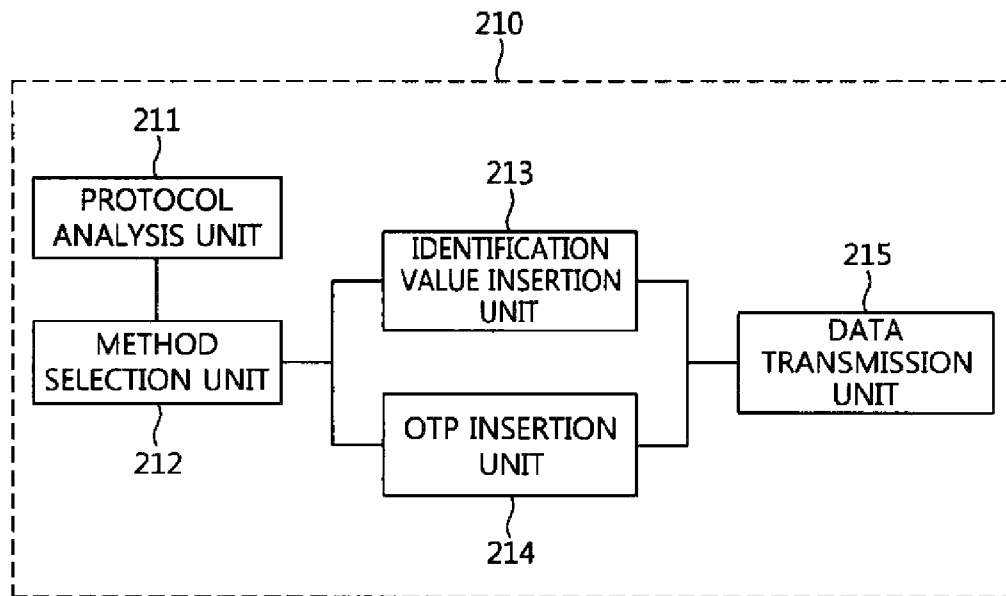 210
211
PROTOCOL
ANALYSIS UNIT
METHOD
SELECTION UNIT
212
213
IDENTIFICATION
VALUE INSERTION
UNIT
OTP INSERTION
UNIT
214
215
DATA
TRANSMISSION
UNIT